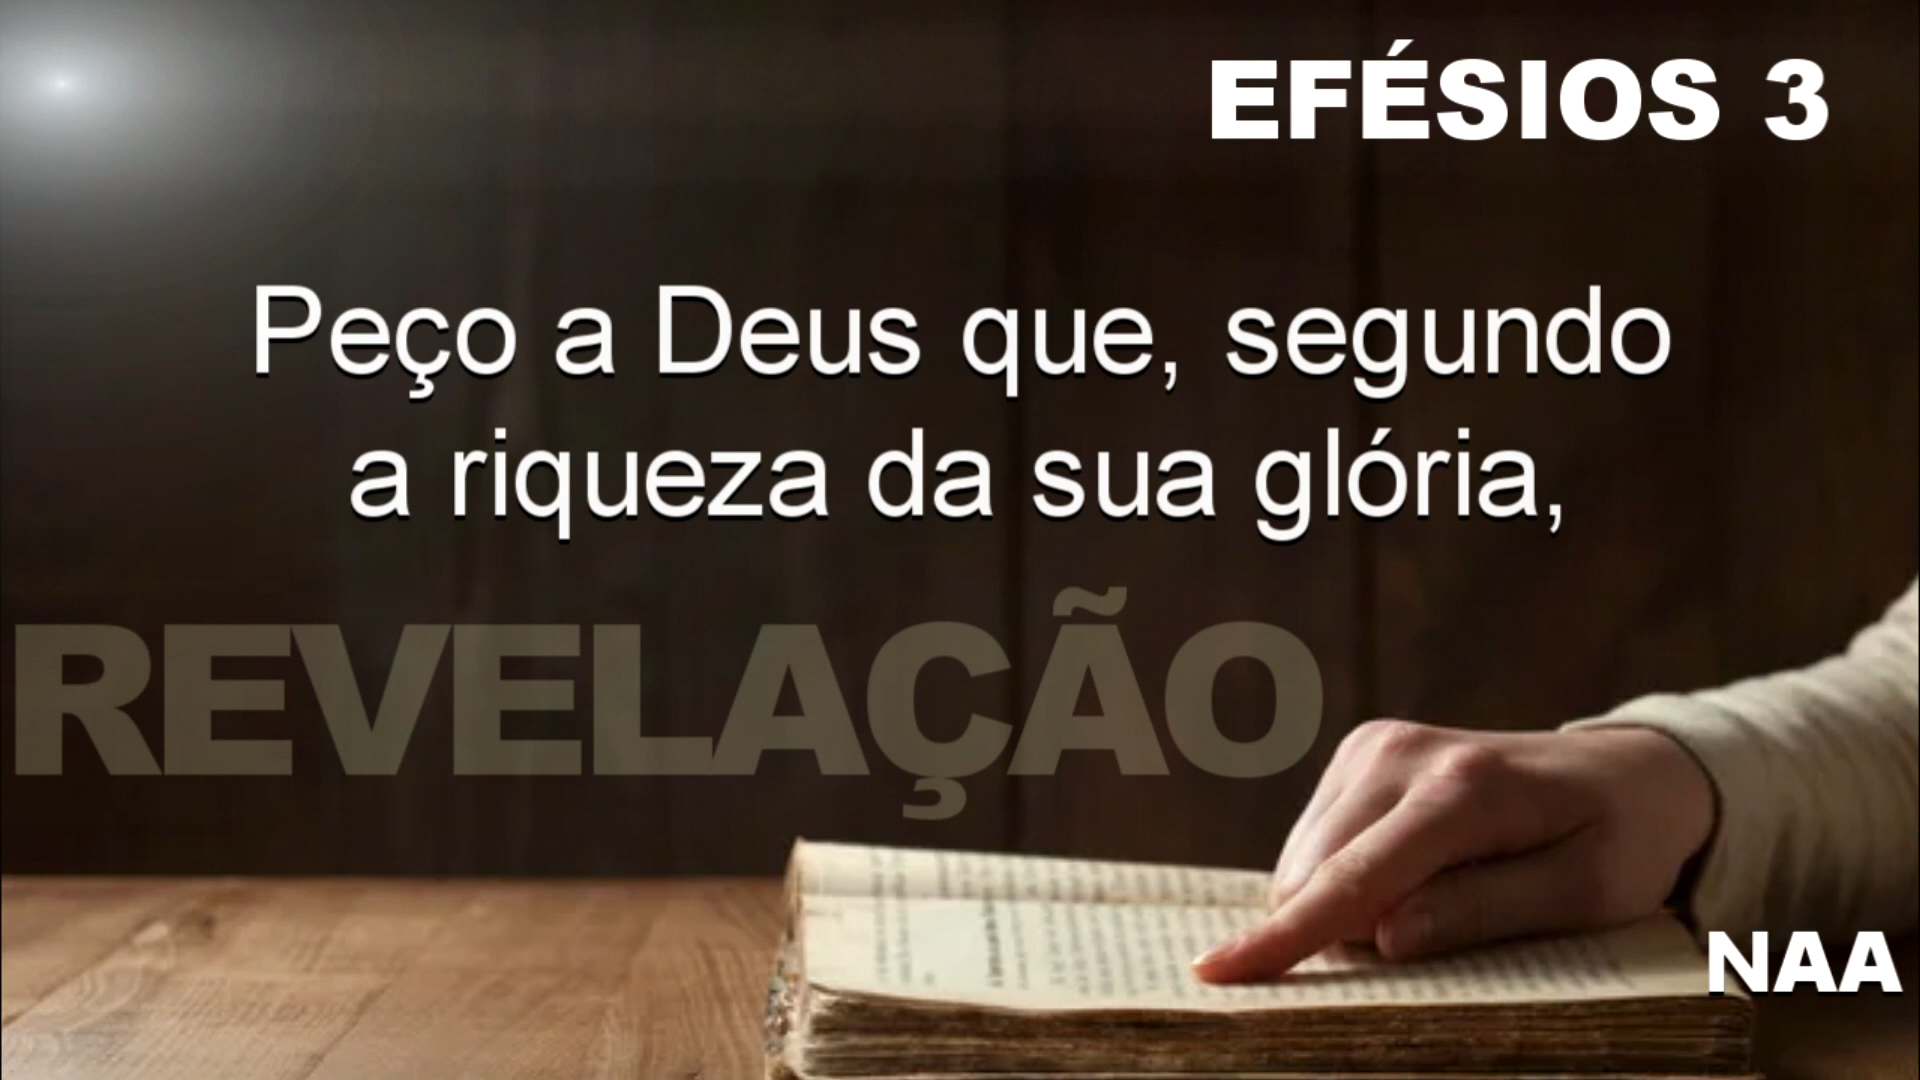 EFÉSIOS 3
Peço a Deus que, segundo
a riqueza da sua glória,
REVELAÇÃO
NAA